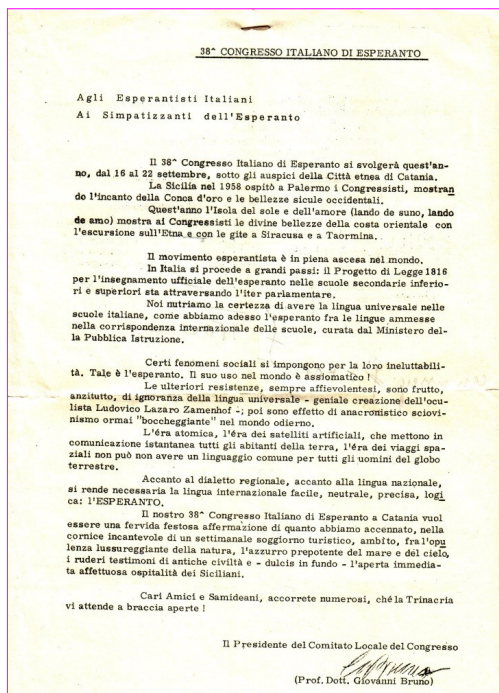 38^ CONGRESSO ITALIANO DI ESPERANTO
Agli Esperantisti Italiani
Ai Simpatizzanti dell'Esperanto
Il 38^ Congresso Italiano di Esperanto si svolgerà quest'an-
no, dal 16 al 22 settembre, sotto gli auspici della Città etnea di Catania.
La Sicilia nel 1958 ospitò a Palermo i Congressisti, mostran
do l'incanto della Conca d'oro e le bellezze sicule occidentali.
Quest'anno l'Isola del sole e dell'amore (lando de suno, lando
de amo) mostra ai Congressisti le divine bellezze della costa orientale con
l'escursione sull'Etna e con le gite a Siracusa e a Taormina.
Il movimento esperantista è in piena ascesa nel mondo.
In Italia si procede a grandi passi: il Progetto di Legge 1816
per l'insegnamento ufficiale dell'esperanto nelle scuole secondarie inferio-
ri e superiori sta attraversando l'iter parlamentare.
Noi nutriamo la certezza di avere la lingua universale nelle
scuole italiane, come abbiamo adesso l'esperanto fra le lingue ammesse
nella corrispondenza internazionale delle scuole, curata dal Ministero del-
la Pubblica Istruzione.
Certi fenomeni sociali si impongono per la loro ineluttabili-
tà. Tale è l'esperanto. Il suo uso nel mondo è assiomatico !
Le ulteriori resistenze, sempre affievolentesi, sono frutto,
anzitutto, di ignoranza della lingua universale - geniale creazione dell'ocu-
lista Ludovico Lazaro Zamenhof -; poi sono effetto di anacronistico sciovi-
nismo ormai "boccheggiante" nel mondo odierno.
L'éra atomica, l'éra dei satelliti artificiali, che mettono in
comunicazione istantanea tutti gli abitanti della terra, l'éra dei viaggi spa-
ziali non può non avere un linguaggio comune per tutti gli uomini del globo
terrestre.
Accanto al dialetto regionale, accanto alla lingua nazionale,
si rende necessaria la lingua internazionale facile, neutrale, precisa, logi
ca: l'ESPERANTO.
Il nostro 38^ Congresso Italiano di Esperanto a Catania vuol
essere una fervida festosa affermazione di quanto abbiamo accennato, nella
cornice incantevole di un settimanale soggiorno turistico, ambíto, fra l'opu
lenza lussureggiante della natura, l'azzurro prepotente del mare e del cielo,
i ruderi testimoni di antiche civiltà e - dulcis in fundo - l'aperta immedia-
ta affettuosa ospitalità dei Siciliani.
Cari Amici e Samideani, accorrete numerosi, ché la Trinacria
vi attende a braccia aperte !
Il Presidente del Comitato Locale del Congresso
(Prof. Dott. Giovanni Bruno)